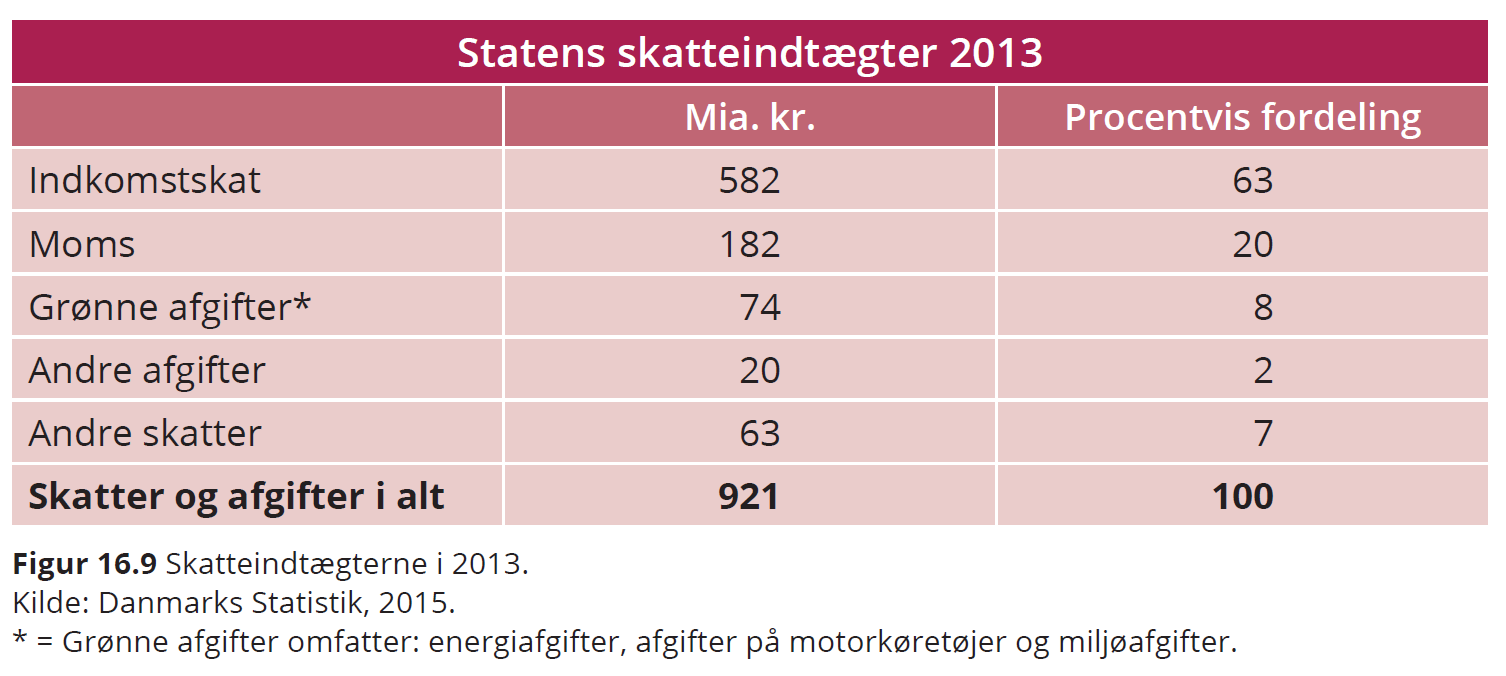 Statens skatteindtægter 2013
Mia. kr. Procentvis fordeling
Indkomstskat 582 63
Moms 182 20
Grønne afgifter* 74 8
Andre afgifter 20 2
Andre skatter 63 7
Skatter og afgifter i alt 921 100
Figur 16.9 Skatteindtægterne i 2013.
Kilde: Danmarks Statistik, 2015.
* = Grønne afgifter omfatter: energiafgifter, afgifter på motorkøretøjer og miljøafgifter.